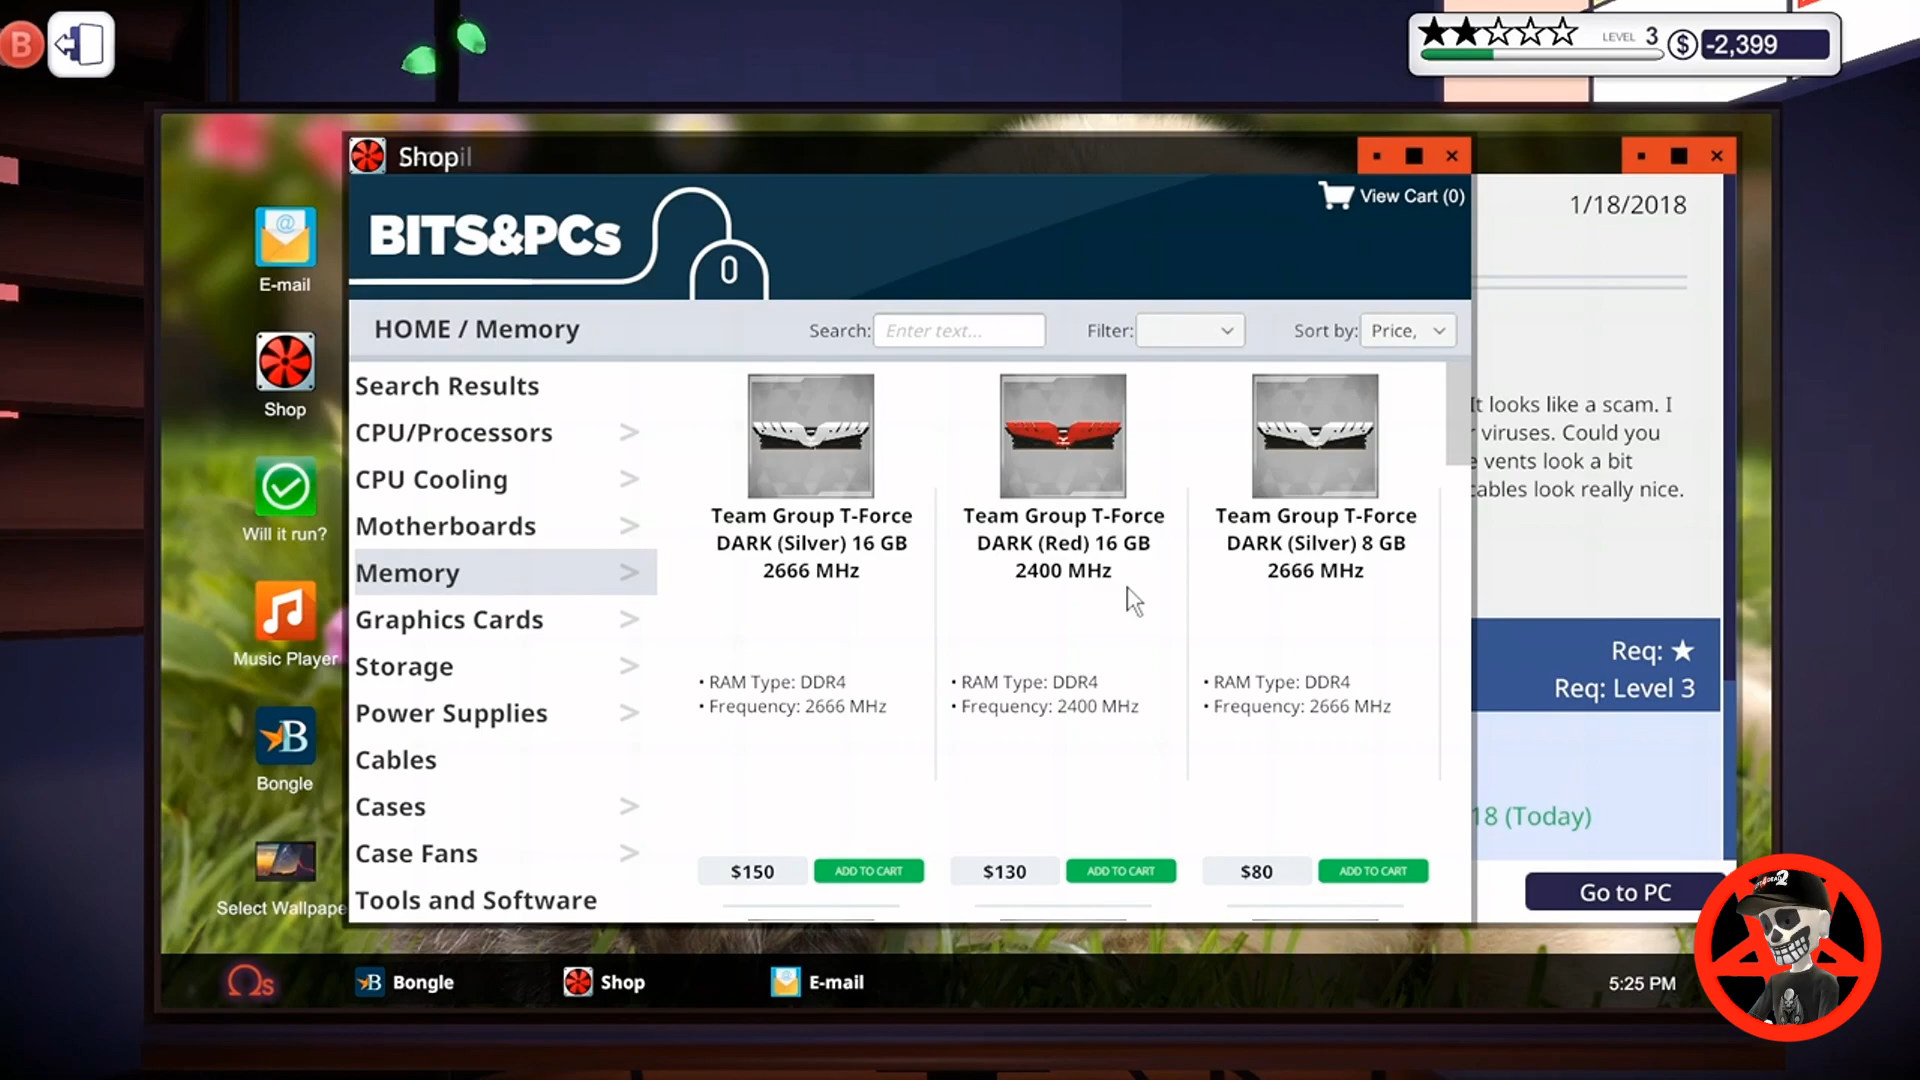 B
LEVEL 3
$ -2,399
Shop
View Cart (0)
BITS&PCs
1/18/2018
HOME / Memory
Search: Enter text...
Filter:
Sort by: Price,
E-mail
Shop
Will it run?
Music Player
Bongle
Select Wallpape
Search Results
CPU/Processors >
CPU Cooling >
Motherboards >
Memory >
Graphics Cards >
Storage >
Power Supplies >
Cables
Cases >
Case Fans >
Tools and Software
Team Group T-Force
DARK (Silver) 16 GB
2666 MHz
• RAM Type: DDR4
• Frequency: 2666 MHz
$150 ADD TO CART
Team Group T-Force
DARK (Red) 16 GB
2400 MHz
• RAM Type: DDR4
• Frequency: 2400 MHz
$130 ADD TO CART
Team Group T-Force
DARK (Silver) 8 GB
2666 MHz
• RAM Type: DDR4
• Frequency: 2666 MHz
$80 ADD TO CART
It looks like a scam. I
viruses. Could you
vents look a bit
cables look really nice.
Req: ★
Req: Level 3
18 (Today)
Go to PC
Bongle
Shop
E-mail
5:25 PM